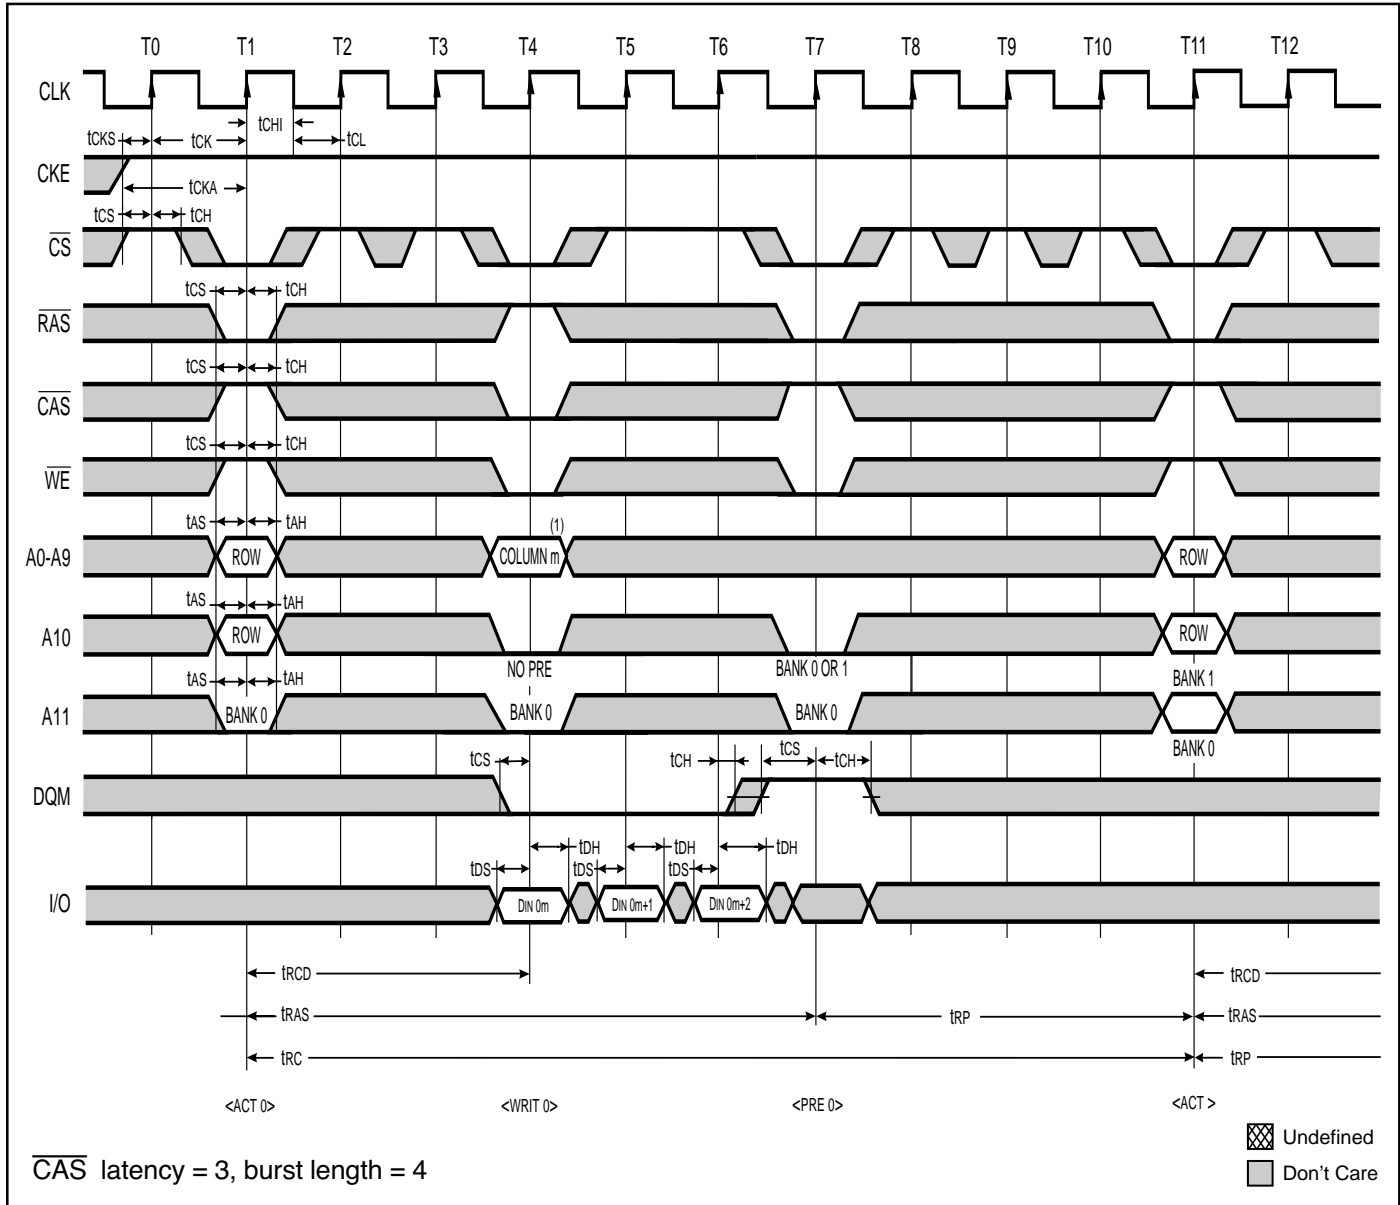 T0 T1 T2 T3 T4 T5 T6 T7 T8 T9 T10 T11 T12
CLK
tCHI
tCKS tCK tCL
CKE
tCKA
tCS tCH
CS
tCS tCH
RAS
tCS tCH
CAS
tCS tCH
WE
tAS tAH (1)
A0-A9 ROW COLUMN m ROW
tAS tAH
A10 ROW ROW
NO PRE BANK 0 OR 1 BANK 1
tAS tAH
A11 BANK 0 BANK 0 BANK 0
BANK 0
tCS tCH tCS tCH
DQM
tDH tDH tDH
tDS tDS tDS
I/O DIN 0m DIN 0m+1 DIN 0m+2
tRCD tRCD
tRAS tRP tRAS
tRC tRP
<ACT 0> <WRIT 0> <PRE 0> <ACT >
Undefined
CAS latency = 3, burst length = 4
Don't Care